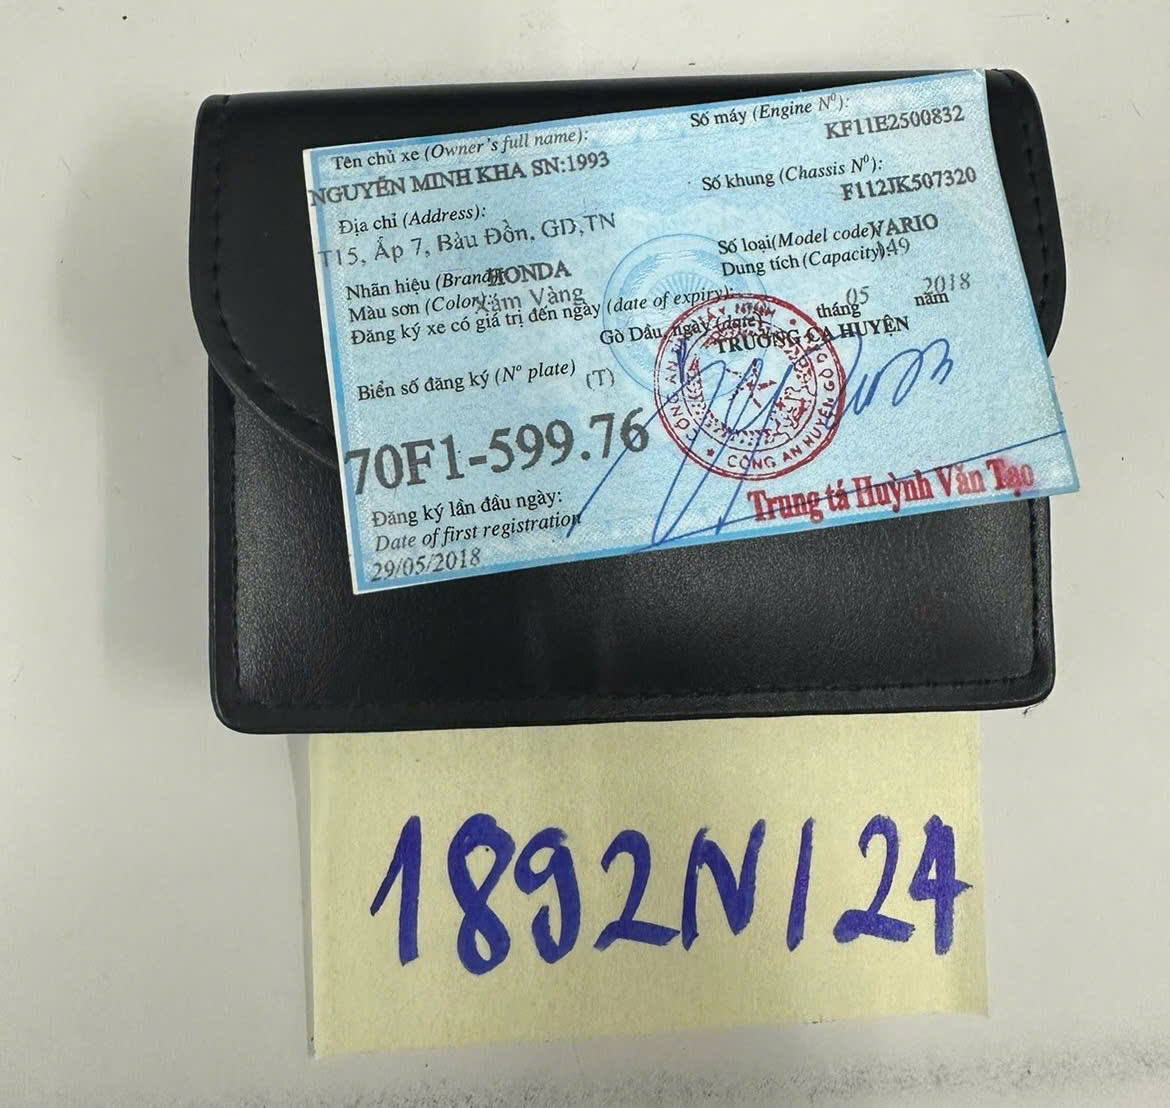 Tên chủ xe (Owner's full name):
NGUYỄN MINH KHA SN:1993
Địa chỉ (Address):
T15, Ấp 7, Bàu Đồn, GD,TN
Nhãn hiệu (Brand): HONDA
Màu sơn (Color): Xám Vàng
Đăng ký xe có giá trị đến ngày (date of expiry):
Biển số đăng ký (N° plate) (T)
70F1-599.76
Đăng ký lần đầu ngày:
Date of first registration
29/05/2018
Số máy (Engine N°):
KF11E2500832
Số khung (Chassis N°):
F112JK507320
Số loại(Model code): VARIO
Dung tích (Capacity): 149
Gò Dầu, ngày (date) tháng 05 năm 2018
TRƯỞNG CA HUYỆN
CÔNG AN HUYỆN GÒ
Trung tá Huỳnh Văn Tạo
1892N/24